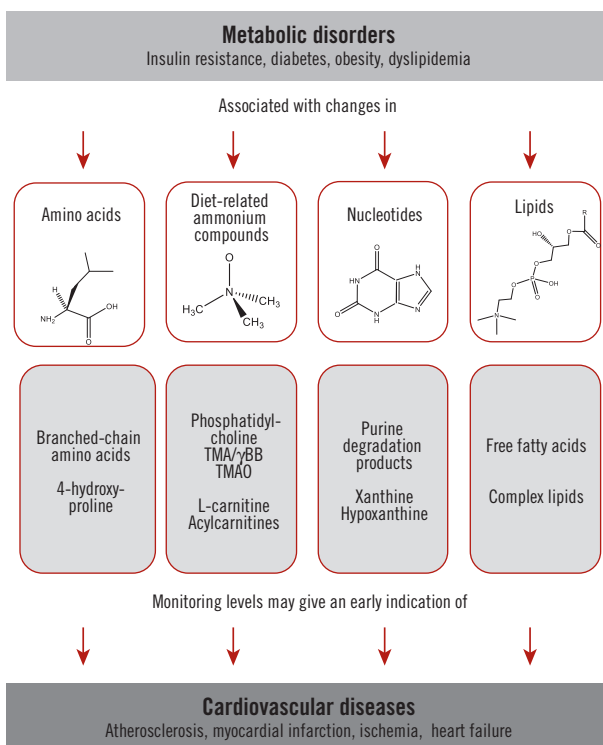 Metabolic disorders
Insulin resistance, diabetes, obesity, dyslipidemia
Associated with changes in
Amino acids
H
NH₂
OH
O
Diet-related
ammonium
compounds
O
N
H₃C
CH₃
CH₃
Nucleotides
O
HN
H
N
O
N
H
N
Lipids
R
HO
O
O
O
P
O
OH
O
N
Branched-chain
amino acids
4-hydroxy-
proline
Phosphatidyl-
choline
TMA/γBB
TMAO
L-carnitine
Acylcarnitines
Purine
degradation
products
Xanthine
Hypoxanthine
Free fatty acids
Complex lipids
Monitoring levels may give an early indication of
Cardiovascular diseases
Atherosclerosis, myocardial infarction, ischemia, heart failure